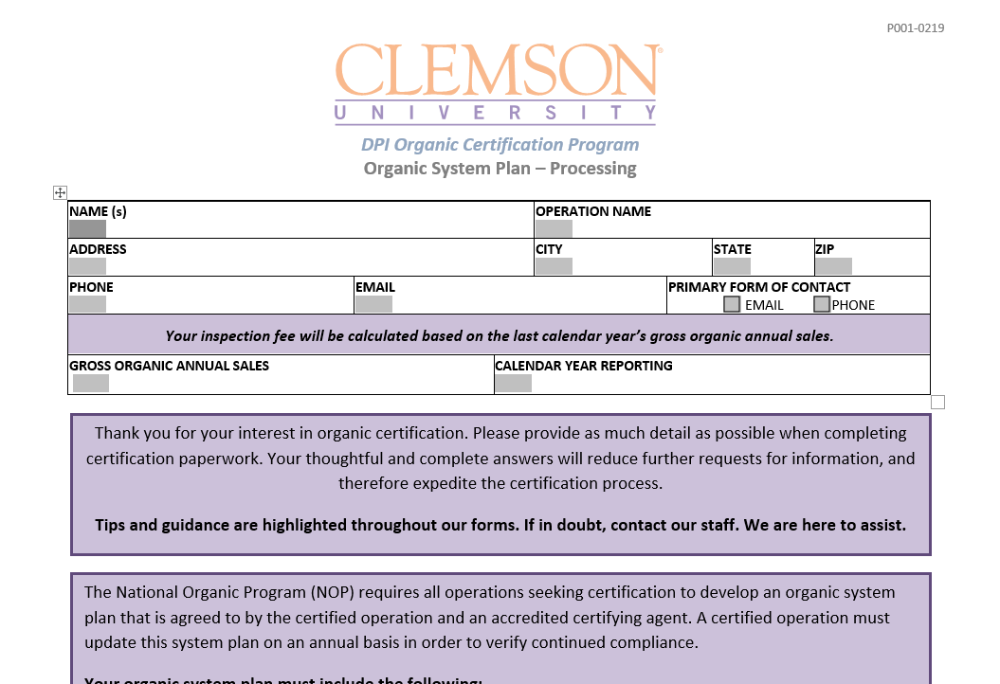 P001-0219
CLEMSON®
UNIVERSITY
DPI Organic Certification Program
Organic System Plan – Processing
NAME (s)
OPERATION NAME
ADDRESS
CITY
STATE
ZIP
PHONE
EMAIL
PRIMARY FORM OF CONTACT
EMAIL
PHONE
Your inspection fee will be calculated based on the last calendar year’s gross organic annual sales.
GROSS ORGANIC ANNUAL SALES
CALENDAR YEAR REPORTING
Thank you for your interest in organic certification. Please provide as much detail as possible when completing
certification paperwork. Your thoughtful and complete answers will reduce further requests for information, and
therefore expedite the certification process.
Tips and guidance are highlighted throughout our forms. If in doubt, contact our staff. We are here to assist.
The National Organic Program (NOP) requires all operations seeking certification to develop an organic system
plan that is agreed to by the certified operation and an accredited certifying agent. A certified operation must
update this system plan on an annual basis in order to verify continued compliance.
Your organic system plan must include the following: